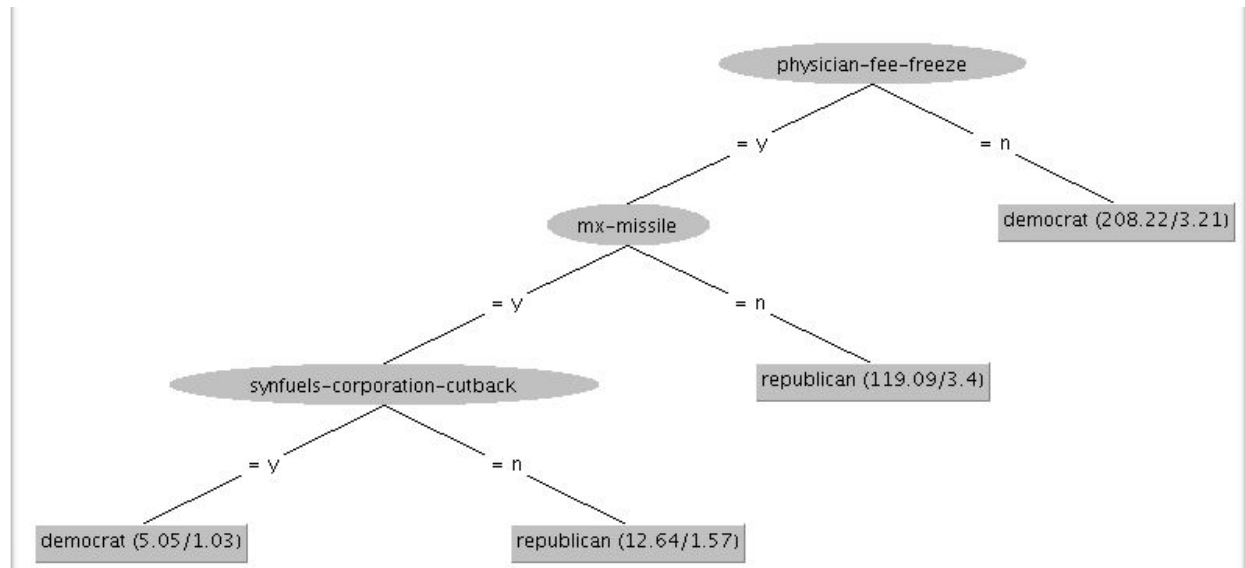 physician-fee-freeze
= y
= n
mx-missile
democrat (208.22/3.21)
= y
= n
synfuels-corporation-cutback
republican (119.09/3.4)
= y
= n
democrat (5.05/1.03)
republican (12.64/1.57)